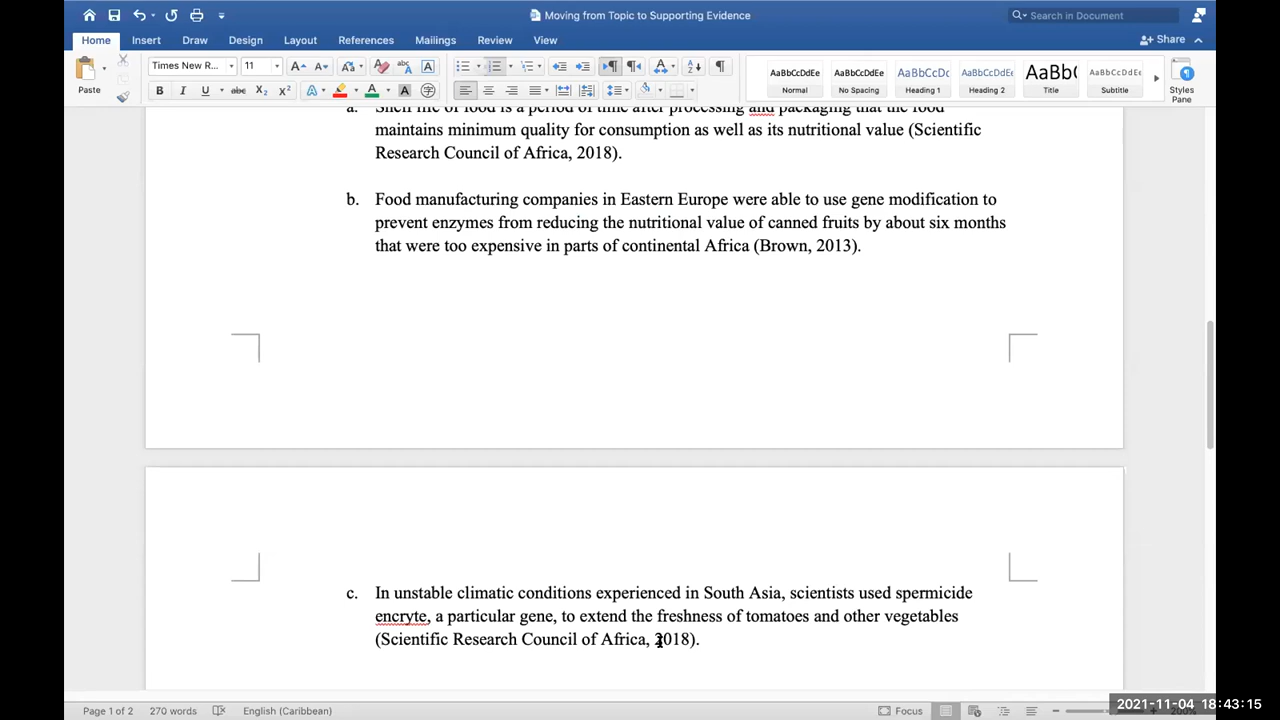 Moving from Topic to Supporting Evidence
Search in Document
Home Insert Draw Design Layout References Mailings Review View
Share
Paste
Times New R... 11
AaBbCcDdEe AaBbCcDdEe AaBbCcDc AaBbCcDdEe AaBb( AaBbCcDdEe
Normal No Spacing Heading 1 Heading 2 Title Subtitle
Styles
Pane
a. Shelf life of food is a period of time after processing and packaging that the food
maintains minimum quality for consumption as well as its nutritional value (Scientific
Research Council of Africa, 2018).
b. Food manufacturing companies in Eastern Europe were able to use gene modification to
prevent enzymes from reducing the nutritional value of canned fruits by about six months
that were too expensive in parts of continental Africa (Brown, 2013).
c. In unstable climatic conditions experienced in South Asia, scientists used spermicide
encryte, a particular gene, to extend the freshness of tomatoes and other vegetables
(Scientific Research Council of Africa, 2018).
Page 1 of 2 270 words English (Caribbean) Focus
2021-11-04 18:43:15